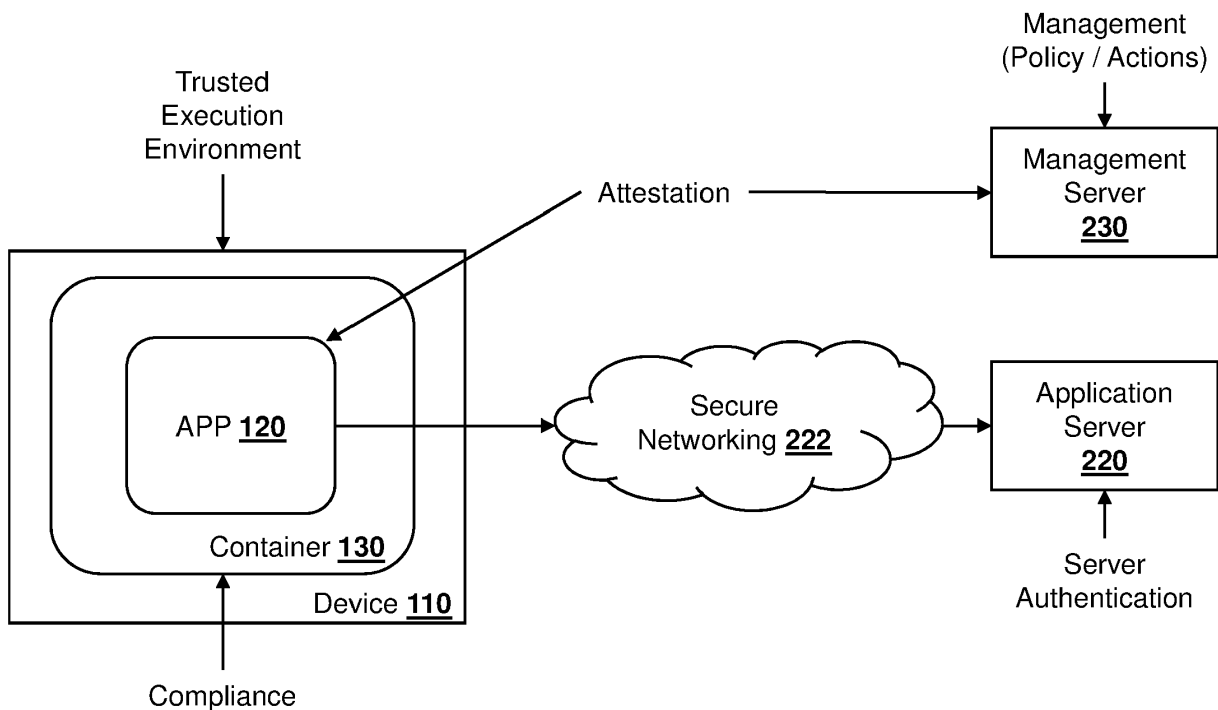 Management
(Policy / Actions)
Trusted
Execution
Environment
Attestation
Management
Server
230
APP 120
Container 130
Device 110
Compliance
Secure
Networking 222
Application
Server
220
Server
Authentication